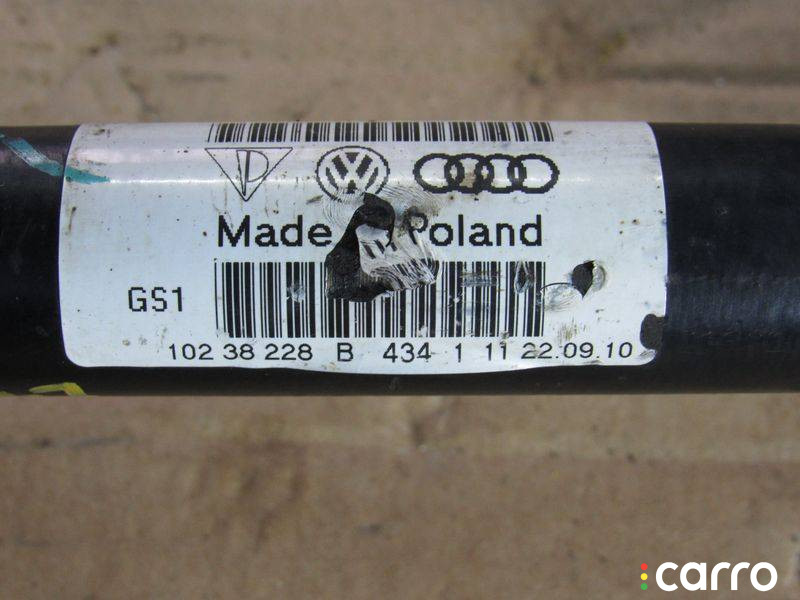 Made Poland
GS1
102 38 228 B 434 1 11 22.09.10
carro